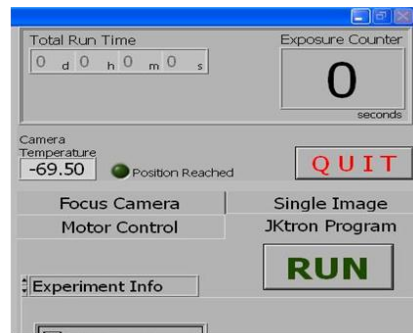 Total Run Time
Exposure Counter
0 d 0 h 0 m 0 s
0
seconds
Camera
Temperature
-69.50
Position Reached
QUIT
Focus Camera
Single Image
Motor Control
JKtron Program
RUN
Experiment Info